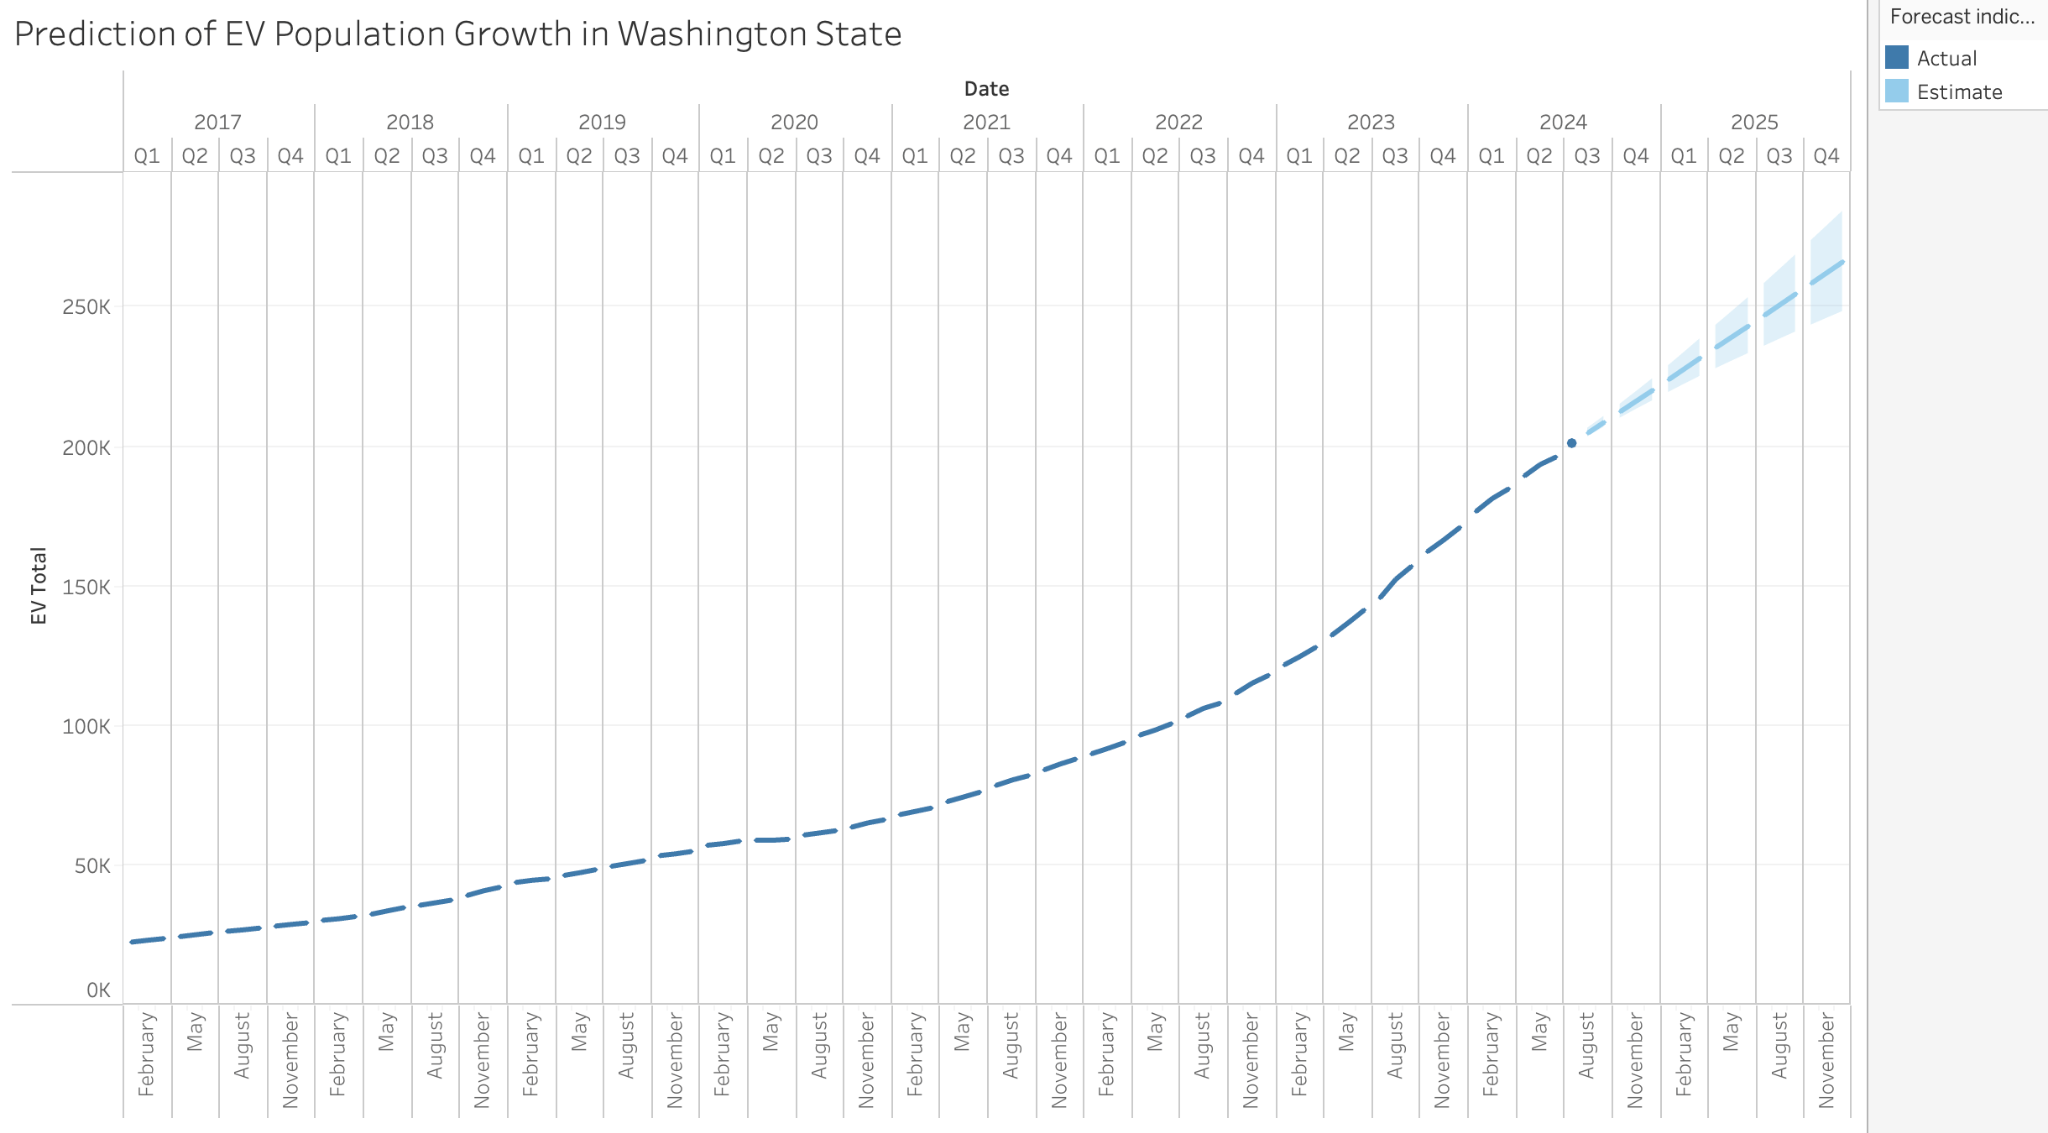 Prediction of EV Population Growth in Washington State
Forecast indic...
Actual
Estimate
Date
2017 2018 2019 2020 2021 2022 2023 2024 2025
Q1 Q2 Q3 Q4 Q1 Q2 Q3 Q4 Q1 Q2 Q3 Q4 Q1 Q2 Q3 Q4 Q1 Q2 Q3 Q4 Q1 Q2 Q3 Q4 Q1 Q2 Q3 Q4 Q1 Q2 Q3 Q4 Q1 Q2 Q3 Q4
250K
200K
150K
100K
50K
0K
EV Total
February May August November February May August November February May August November February May August November February May August November February May August November February May August November February May August November February May August November